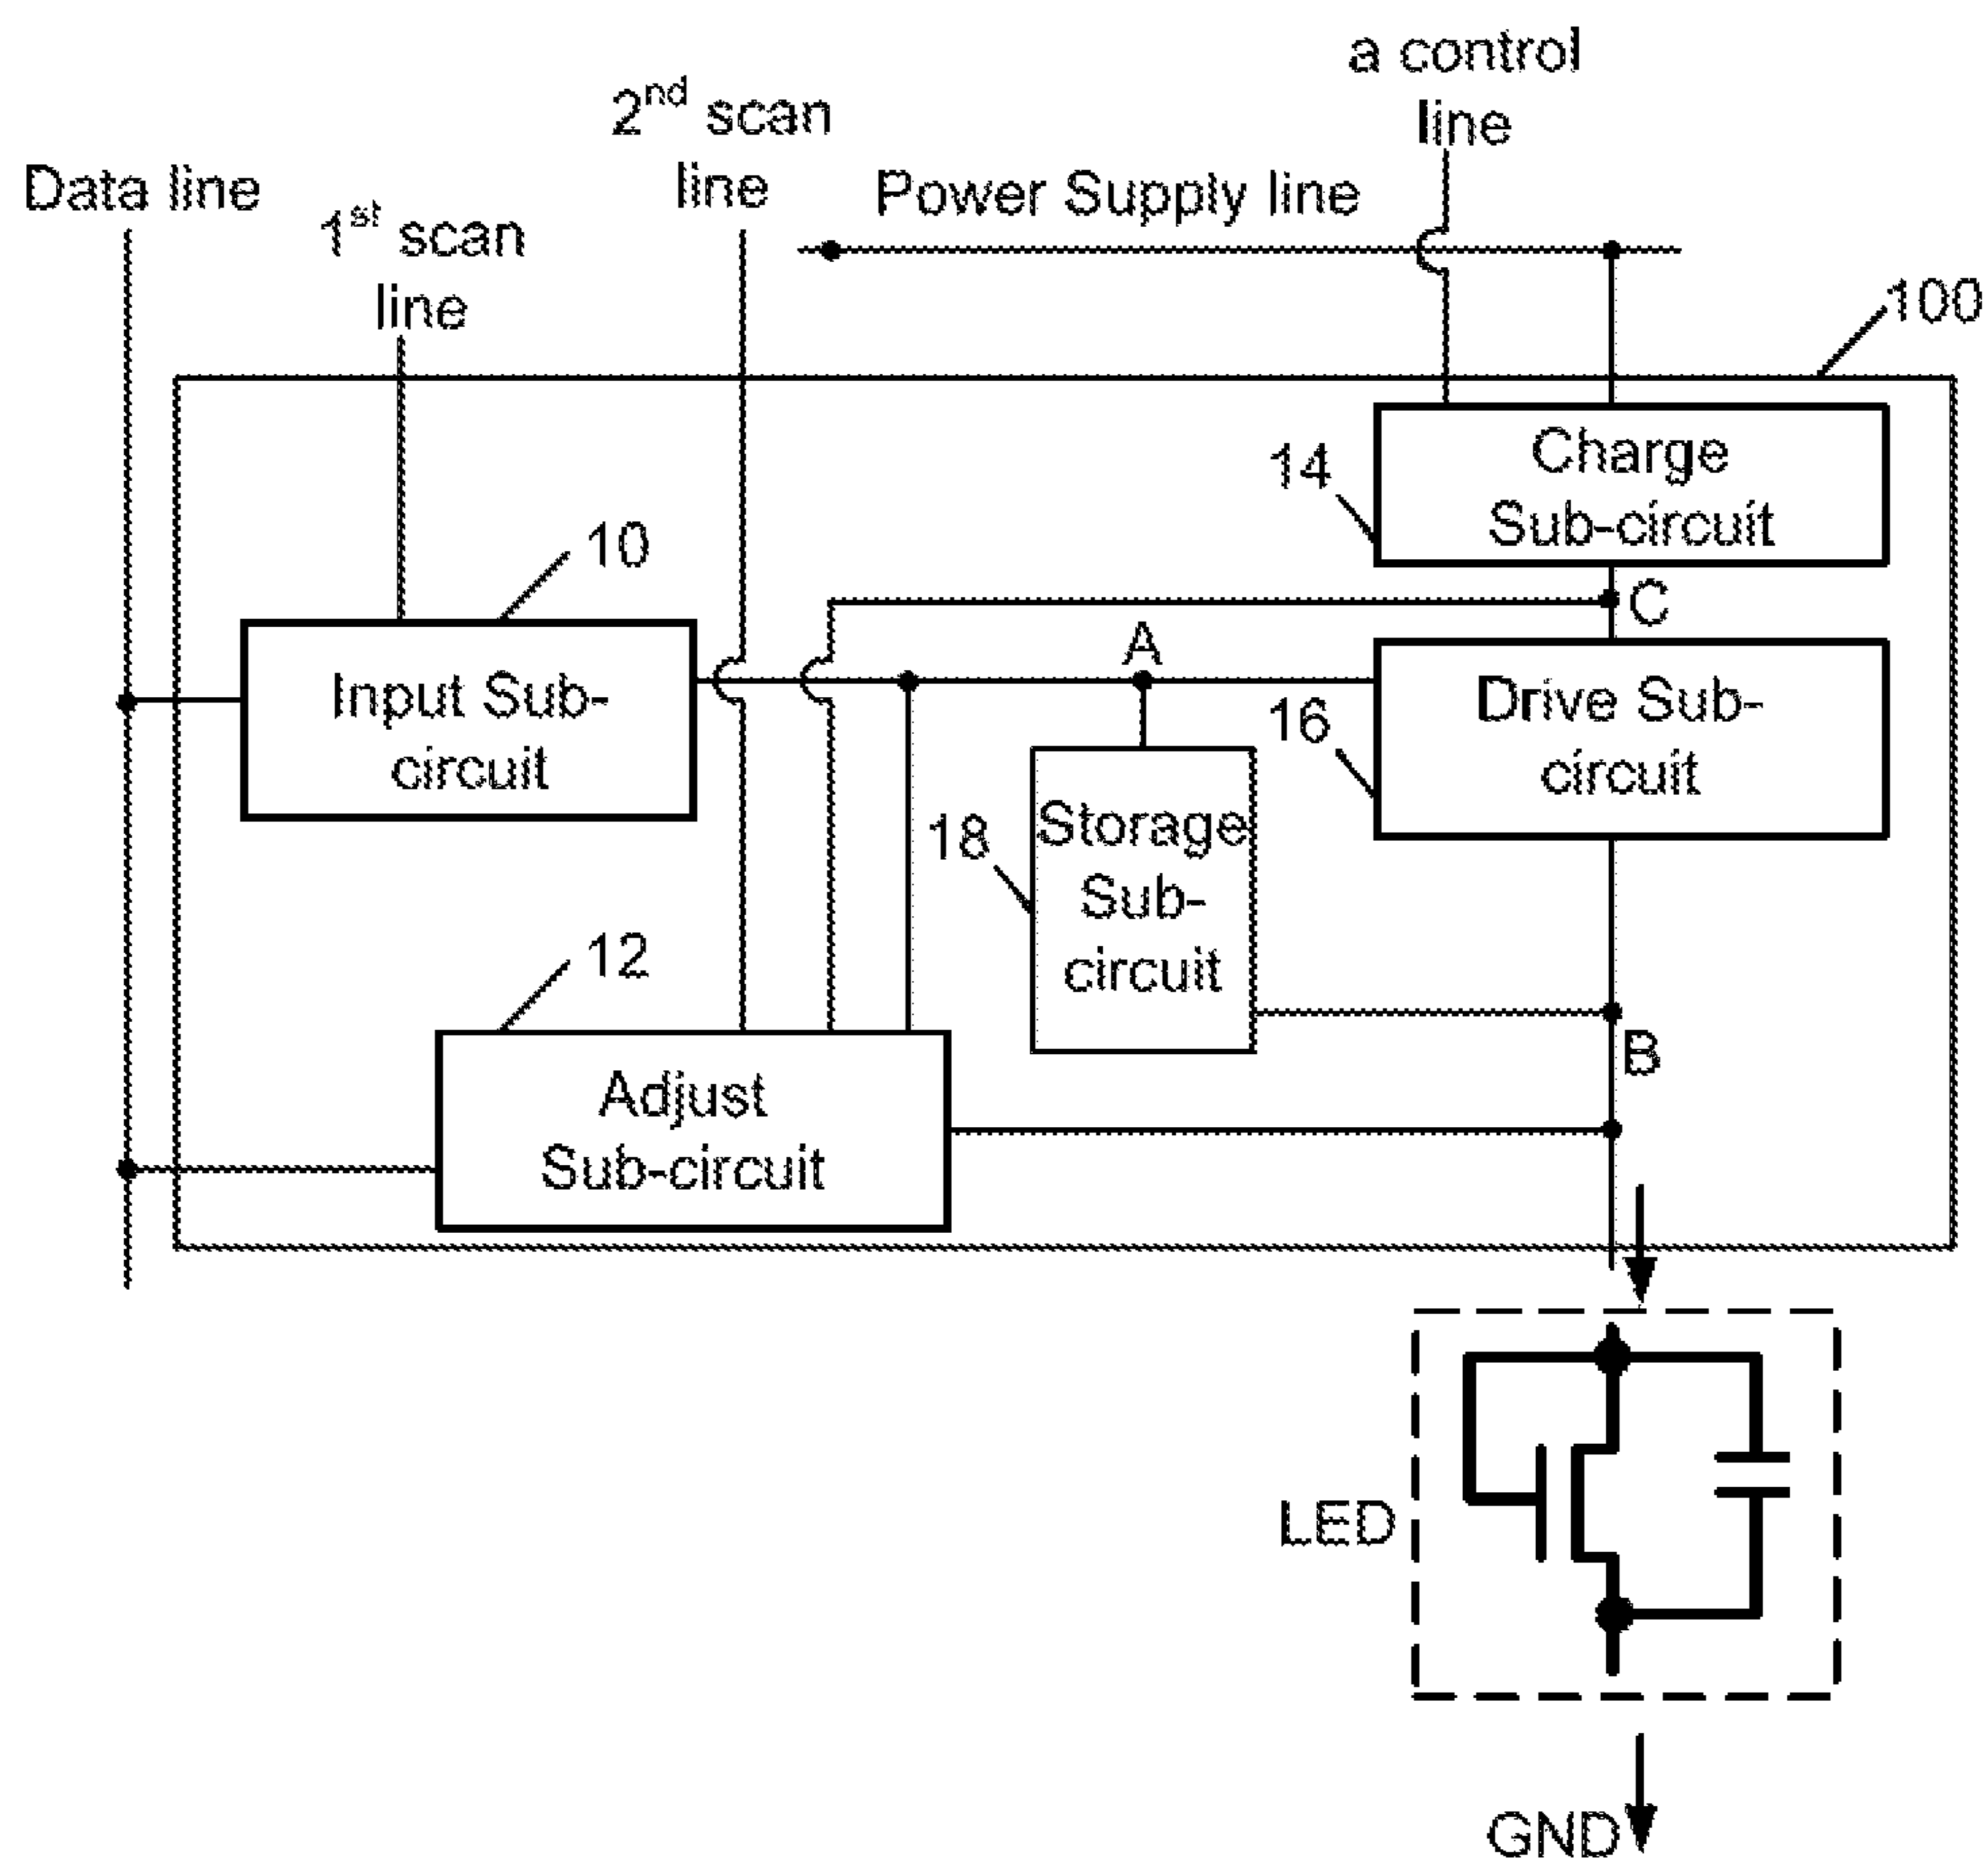 a control
line
2nd scan
line
Data line
Power Supply line
1st scan
line
100
Charge
Sub-circuit
14
10
C
A
Input Sub-
circuit
Drive Sub-
circuit
16
Storage
Sub-
circuit
18
12
B
Adjust
Sub-circuit
LED
GND